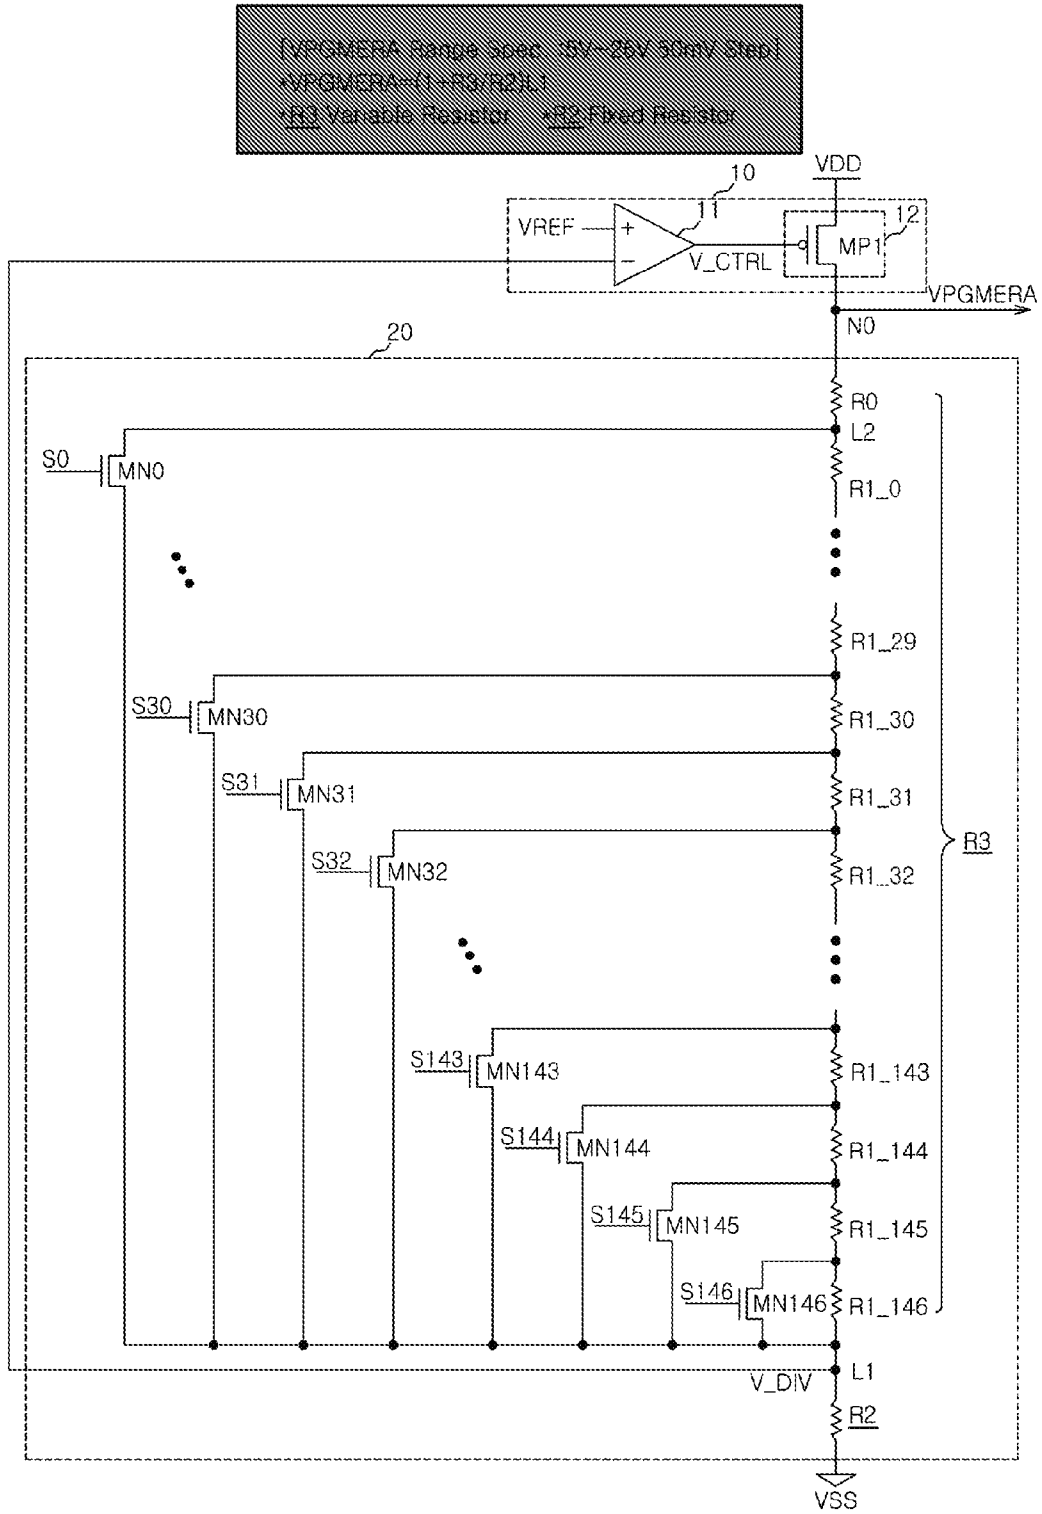 [VPGMERA Range Spec :5V~25V 50mV Step]
*VPGMERA=(1+R3/R2)L1
*R3:Variable Resistor *R2:Fixed Resistor
10
VDD
VREF
+
-
11
V_CTRL
12
MP1
VPGMERA
N0
20
R0
L2
S0
MN0
R1_0
R1_29
S30
MN30
R1_30
S31
MN31
R1_31
R3
S32
MN32
R1_32
S143
MN143
R1_143
S144
MN144
R1_144
S145
MN145
R1_145
S146
MN146
R1_146
V_DIV
L1
R2
VSS